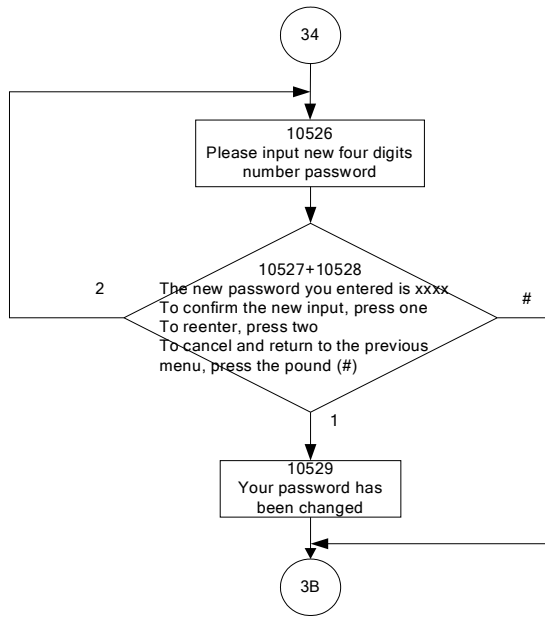 34
10526
Please input new four digits
number password
10527+10528
The new password you entered is xxxx
To confirm the new input, press one
To reenter, press two
To cancel and return to the previous
menu, press the pound (#)
2
#
1
10529
Your password has
been changed
3B